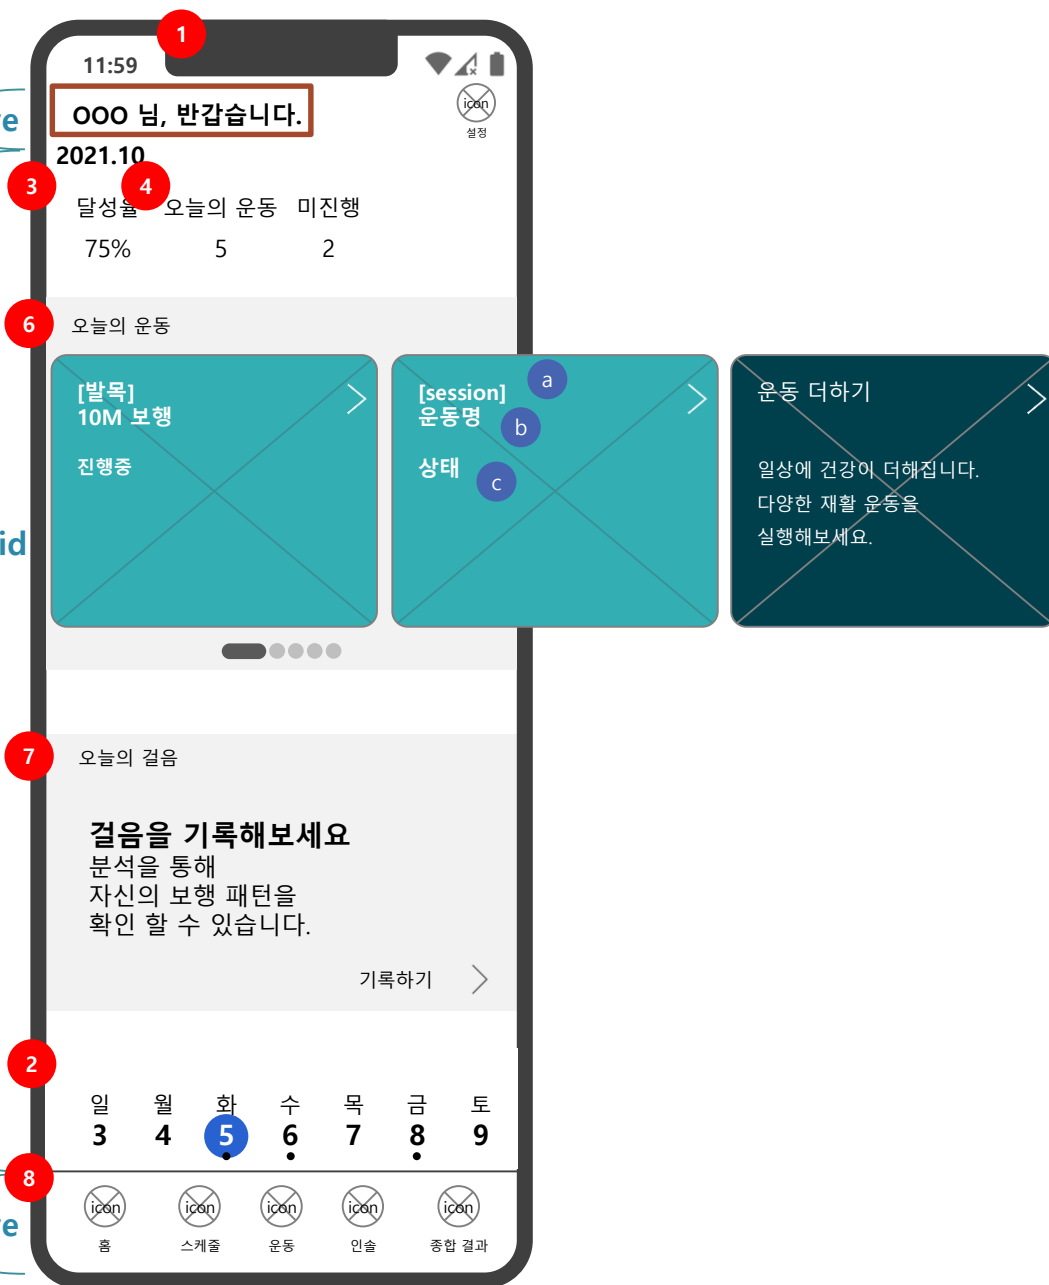 1
11:59
OOO 님, 반갑습니다.
icon
설정
2021.10
3
4
달성율 오늘의 운동 미진행
75% 5 2
6
오늘의 운동
[발목]
10M 보행
진행중
[session]
a
운동명
b
상태
c
운동 더하기
일상에 건강이 더해집니다.
다양한 재활 운동을
실행해보세요.
id
7
오늘의 걸음
걸음을 기록해보세요
분석을 통해
자신의 보행 패턴을
확인 할 수 있습니다.
기록하기
2
일 월 화 수 목 금 토
3 4 5 6 7 8 9
8
icon icon icon icon icon
홈 스케줄 운동 인솔 종합 결과